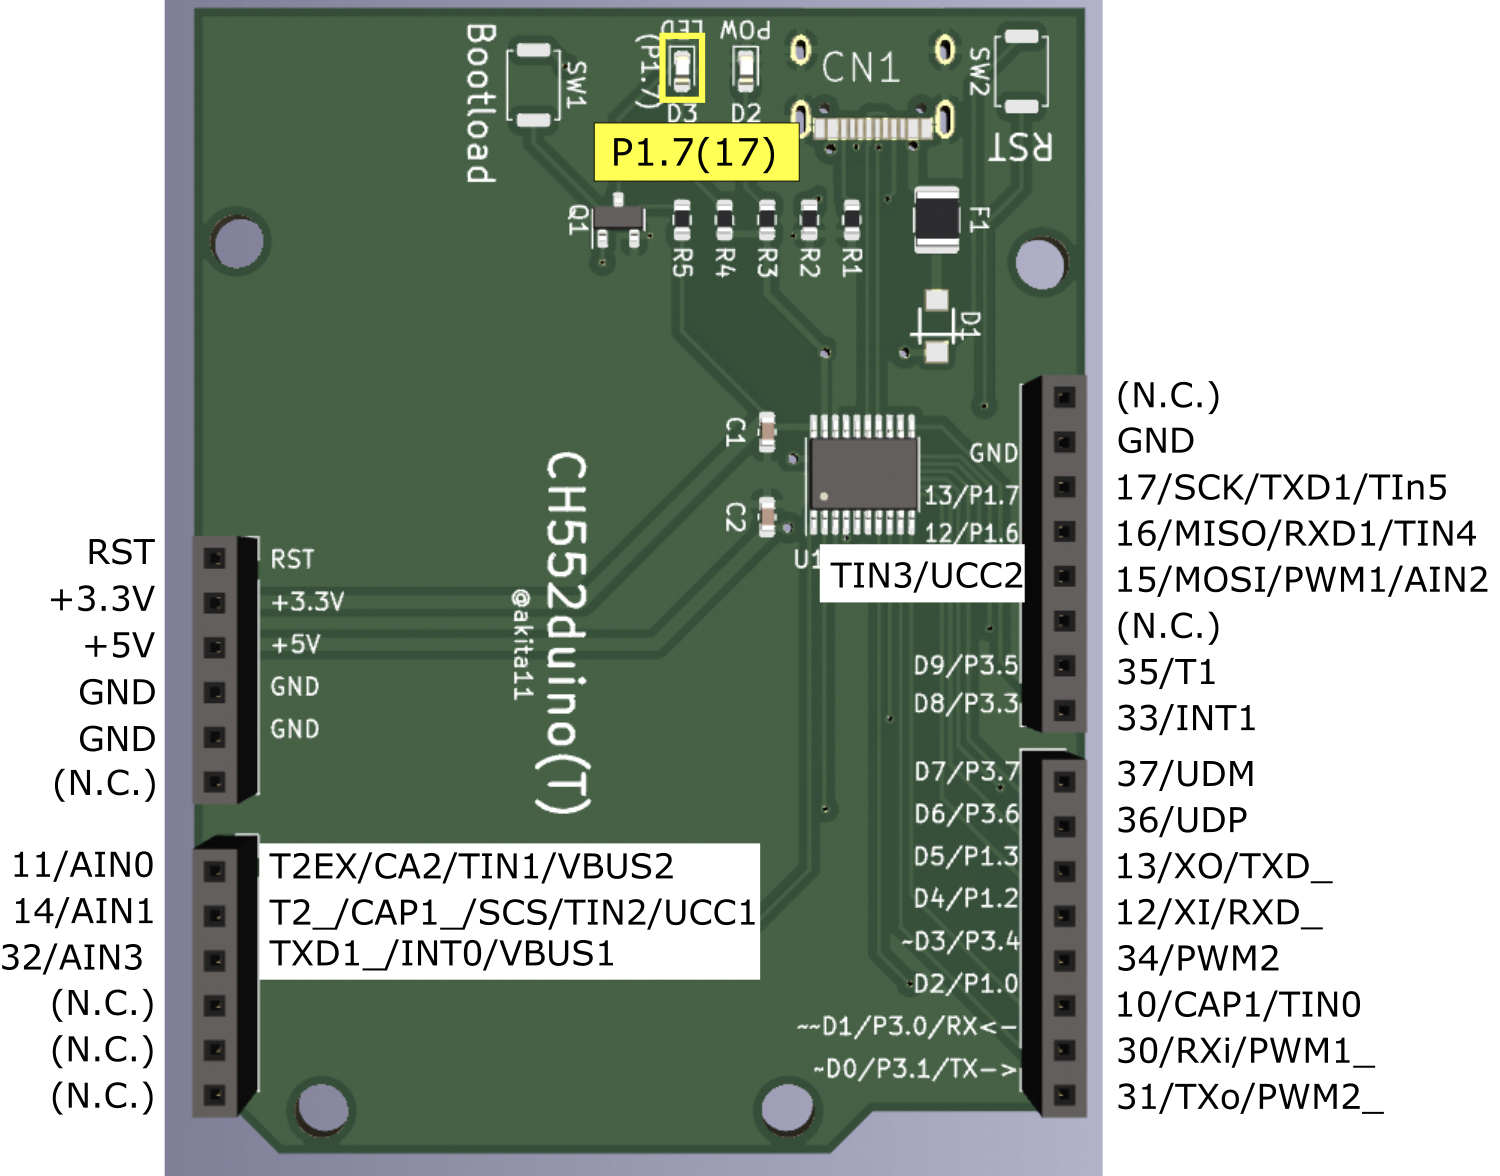 Bootload
SW1
LED
(P1.7)
D3
POW
D2
CN1
SW2
RST
P1.7(17)
Q1
R5
R4
R3
R2
R1
F1
D1
C1
C2
U1
CH552duino(T)
@akita11
RST
+3.3V
+5V
GND
GND
(N.C.)
RST
+3.3V
+5V
GND
GND
11/AIN0
14/AIN1
32/AIN3
(N.C.)
(N.C.)
(N.C.)
T2EX/CA2/TIN1/VBUS2
T2_/CAP1_/SCS/TIN2/UCC1
TXD1_/INT0/VBUS1
GND
13/P1.7
12/P1.6
TIN3/UCC2
D9/P3.5
D8/P3.3
D7/P3.7
D6/P3.6
D5/P1.3
D4/P1.2
~D3/P3.4
D2/P1.0
~~D1/P3.0/RX<-
~D0/P3.1/TX->
(N.C.)
GND
17/SCK/TXD1/TIn5
16/MISO/RXD1/TIN4
15/MOSI/PWM1/AIN2
(N.C.)
35/T1
33/INT1
37/UDM
36/UDP
13/XO/TXD_
12/XI/RXD_
34/PWM2
10/CAP1/TIN0
30/RXi/PWM1_
31/TXo/PWM2_